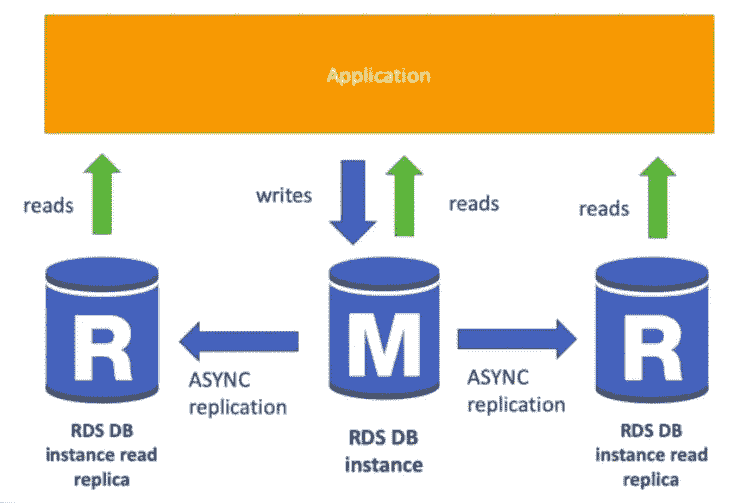 Application
reads
writes
reads
reads
R
M
R
ASYNC
replication
ASYNC
replication
RDS DB
instance read
replica
RDS DB
instance
RDS DB
instance read
replica